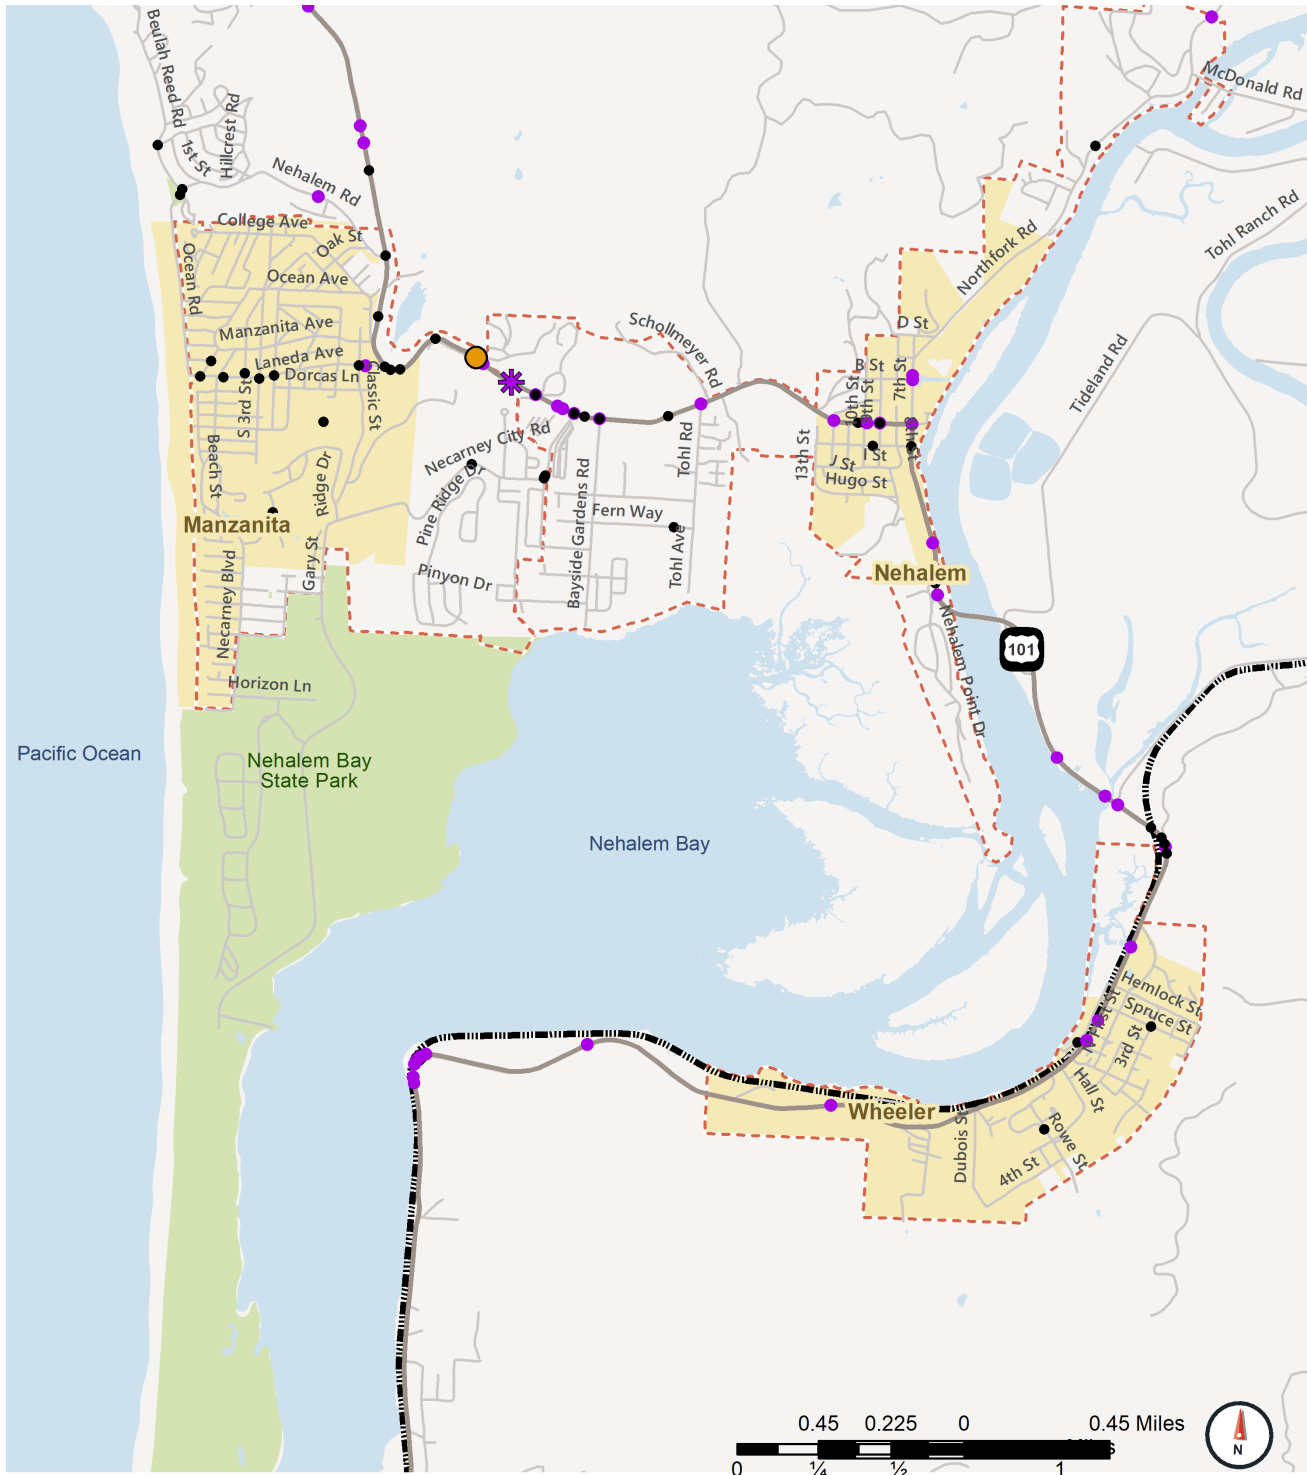 Beulah Reed Rd
McDonald Rd
1st St
Hillcrest Rd
Nehalem Rd
Tohl Ranch Rd
College Ave
Oak St
Northfork Rd
Ocean Rd
Ocean Ave
Manzanita Ave
Schollmeyer Rd
D St
Tideland Rd
Laneda Ave
Dorcas Ln
B St
7th St
10th St
Classic St
S 3rd St
Necarney City Rd
Tohl Rd
13th St
J St
I St
Hugo St
Beach St
Ridge Dr
Pine Ridge Dr
Bayside Gardens Rd
Fern Way
Manzanita
Gary St
Tohl Ave
Pinyon Dr
Nehalem
Necarney Blvd
Nehalem Point Dr
101
Horizon Ln
Pacific Ocean
Nehalem Bay
State Park
Nehalem Bay
Hemlock St
Spruce St
3rd St
Hall St
Wheeler
Rowe St
Dubois St
4th St
0.45 0.225 0 0.45 Miles
0 ¼ ½ 1
N